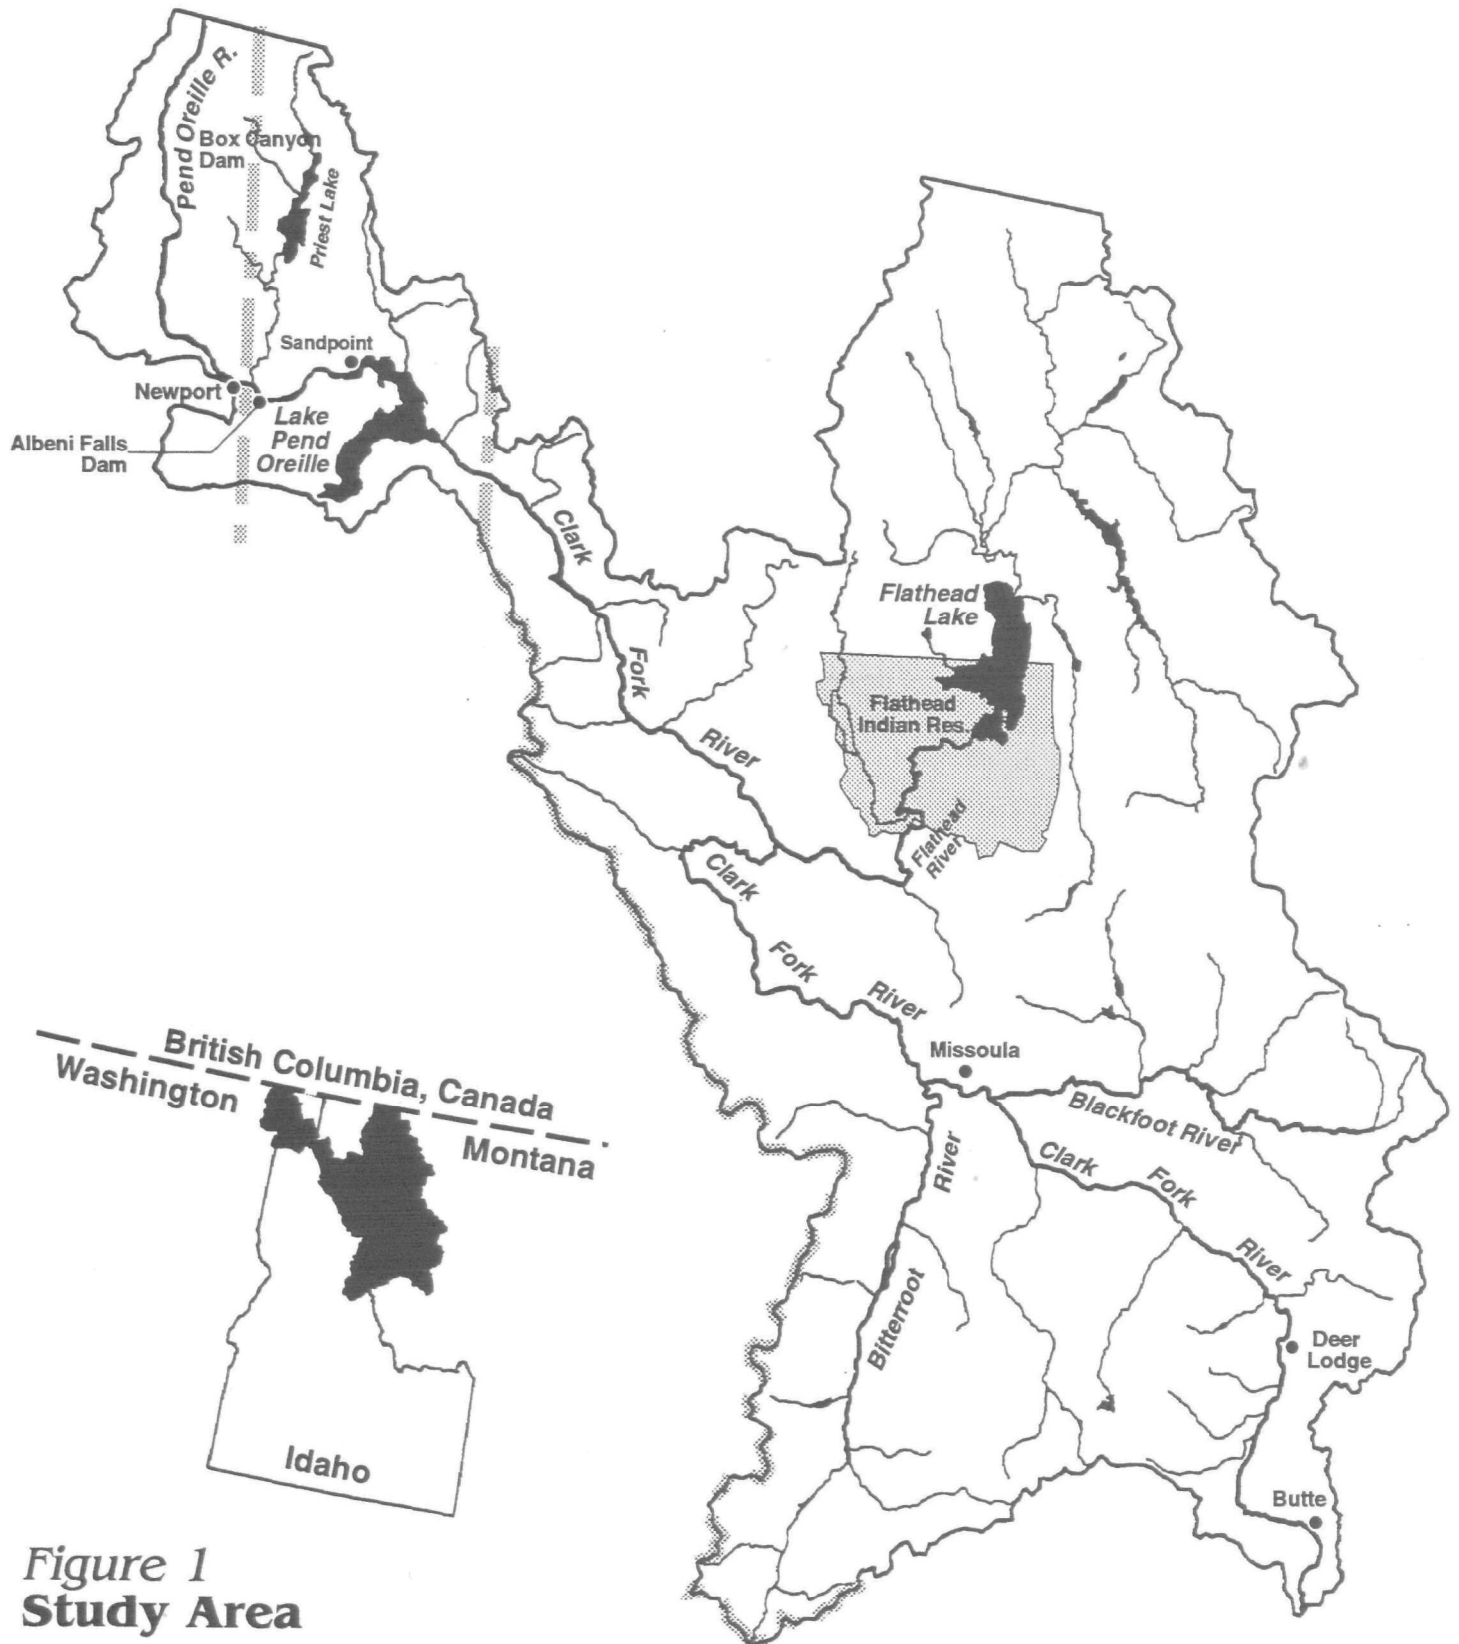 Pend Oreille R.
Box Canyon
Dam
Priest Lake
Sandpoint
Newport
Albeni Falls
Dam
Lake
Pend
Oreille
Clark
Fork
River
Flathead
Lake
Flathead
Indian Res.
Flathead
River
Clark
Fork
River
Missoula
Blackfoot River
Clark
Fork
River
River
Bitterroot
Deer
Lodge
Butte
British Columbia, Canada
Washington
Montana
Idaho
Figure 1
Study Area